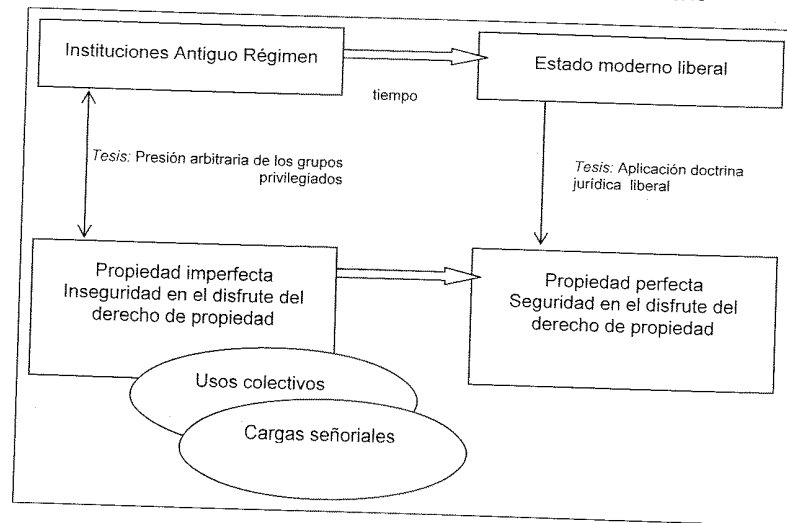 Instituciones Antiguo Régimen
Estado moderno liberal
tiempo
Tesis: Presión arbitraria de los grupos
privilegiados
Tesis: Aplicación doctrina
jurídica liberal
Propiedad imperfecta
Inseguridad en el disfrute del
derecho de propiedad
Propiedad perfecta
Seguridad en el disfrute del
derecho de propiedad
Usos colectivos
Cargas señoriales